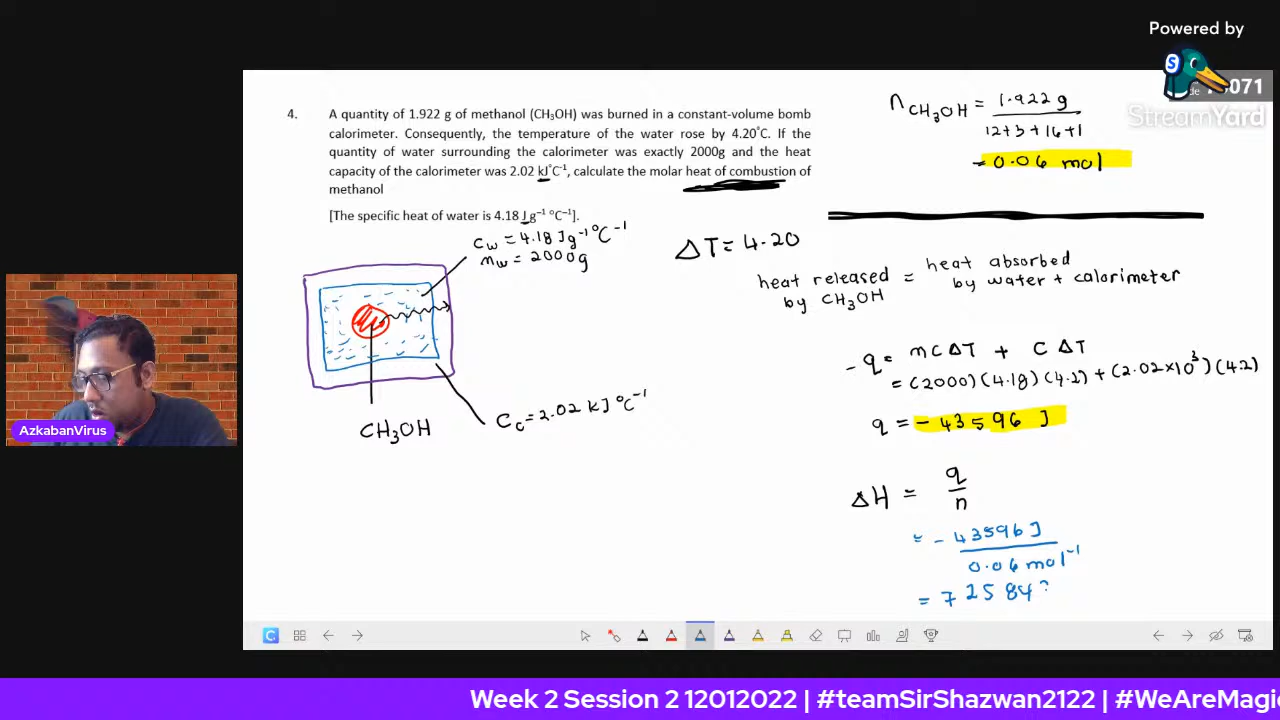 Powered by
S
071
StreamYard
4. A quantity of 1.922 g of methanol (CH₃OH) was burned in a constant-volume bomb
calorimeter. Consequently, the temperature of the water rose by 4.20°C. If the
quantity of water surrounding the calorimeter was exactly 2000g and the heat
capacity of the calorimeter was 2.02 kJ°C⁻¹, calculate the molar heat of combustion of
methanol
[The specific heat of water is 4.18 J g⁻¹ °C⁻¹].
n CH₃OH = 1.922 g
12+3+16+1
= 0.06 mol
Cw = 4.18 Jg⁻¹°C⁻¹
mw = 2000g
ΔT = 4.20
heat released = heat absorbed
by CH₃OH by water + calorimeter
-q = mcΔT + CΔT
= (2000)(4.18)(4.2) + (2.02×10³)(4.2)
q = - 43596 J
Cc = 2.02 kJ °C⁻¹
CH₃OH
ΔH = q
n
= - 43596 J
0.06 mol⁻¹
= 72584
AzkabanVirus
C
Week 2 Session 2 12012022 | #teamSirShazwan2122 | #WeAreMagi